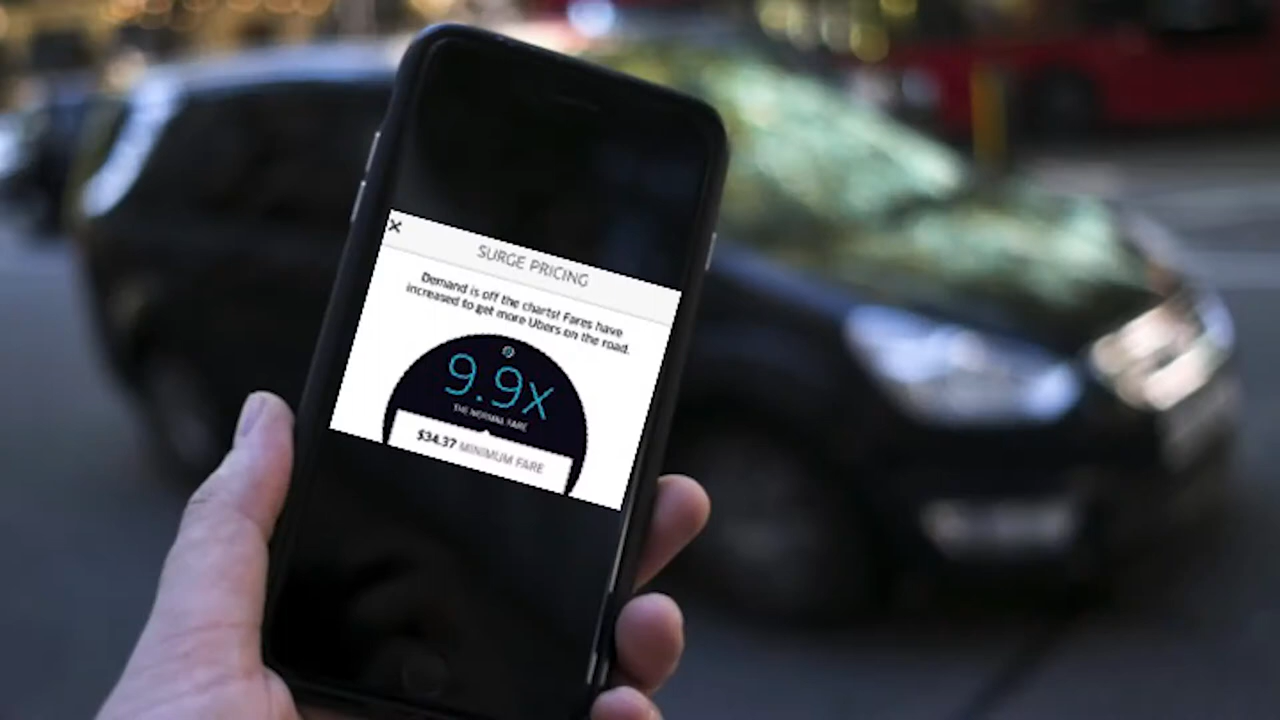 SURGE PRICING
Demand is off the charts! Fares have
increased to get more Ubers on the road.
9.9x
THE NORMAL FARE
$34.37 MINIMUM FARE